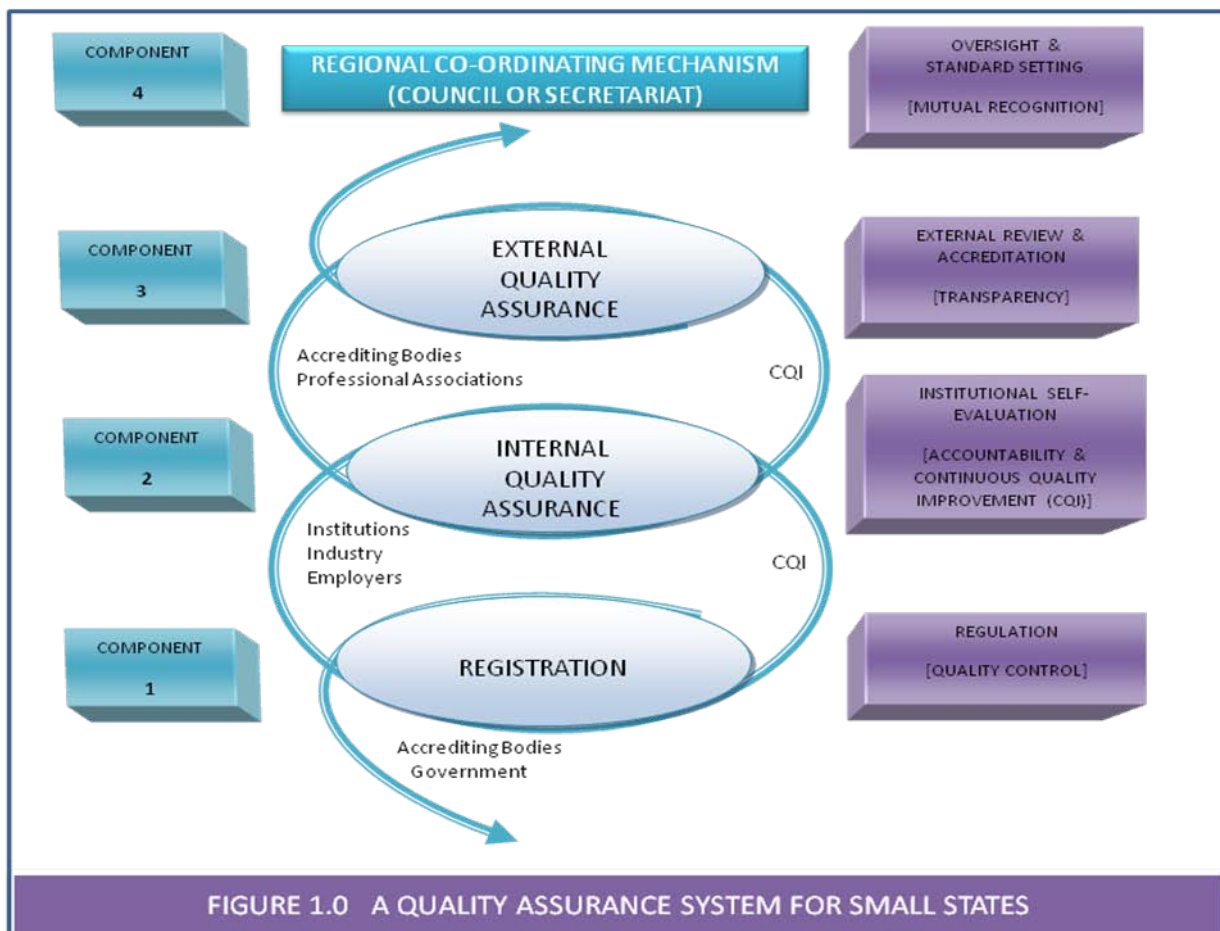 COMPONENT
4
REGIONAL CO-ORDINATING MECHANISM
(COUNCIL OR SECRETARIAT)
OVERSIGHT &
STANDARD SETTING
[MUTUAL RECOGNITION]
COMPONENT
3
EXTERNAL
QUALITY
ASSURANCE
EXTERNAL REVIEW &
ACCREDITATION
[TRANSPARENCY]
Accrediting Bodies
Professional Associations
CQI
COMPONENT
2
INTERNAL
QUALITY
ASSURANCE
INSTITUTIONAL SELF-
EVALUATION
[ACCOUNTABILITY &
CONTINUOUS QUALITY
IMPROVEMENT (CQI)]
Institutions
Industry
Employers
CQI
COMPONENT
1
REGISTRATION
REGULATION
[QUALITY CONTROL]
Accrediting Bodies
Government
FIGURE 1.0 A QUALITY ASSURANCE SYSTEM FOR SMALL STATES